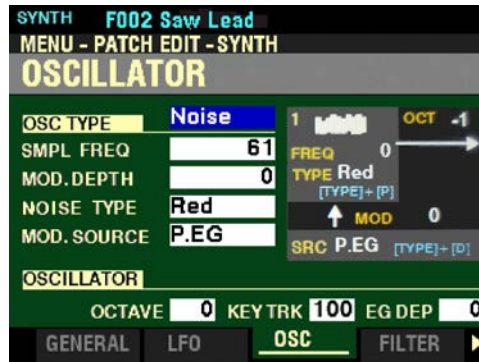 SYNTH F002 Saw Lead
MENU - PATCH EDIT - SYNTH
OSCILLATOR
OSC TYPE Noise
SMPL FREQ 61
MOD.DEPTH 0
NOISE TYPE Red
MOD. SOURCE P.EG
1 OCT -1
FREQ 0
TYPE Red
[TYPE]+[P]
MOD 0
SRC P.EG [TYPE]+[D]
OSCILLATOR
OCTAVE 0 KEY TRK 100 EG DEP 0
GENERAL LFO OSC FILTER